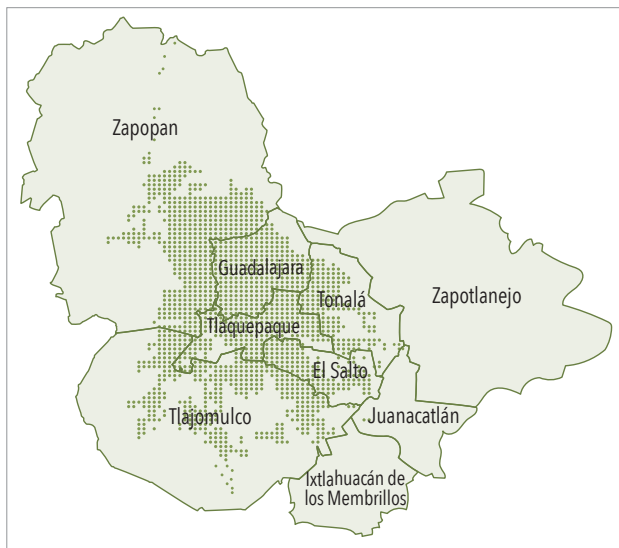 Zapopan
Guadalajara
Tonalá
Zapotlanejo
Tlaquepaque
El Salto
Tlajomulco
Juanacatlán
Ixtlahuacán de
los Membrillos